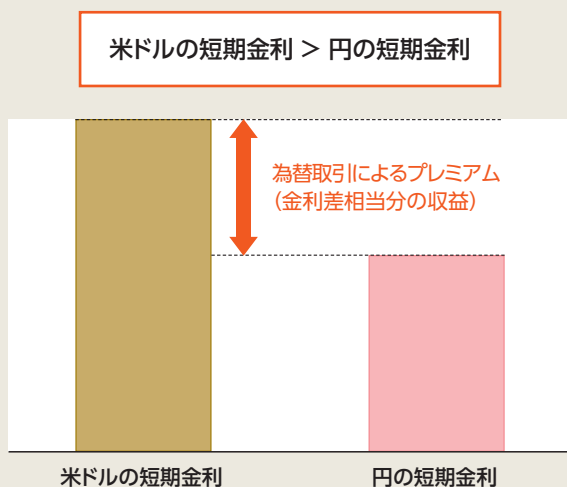 米ドルの短期金利 > 円の短期金利
為替取引によるプレミアム
(金利差相当分の収益)
米ドルの短期金利
円の短期金利